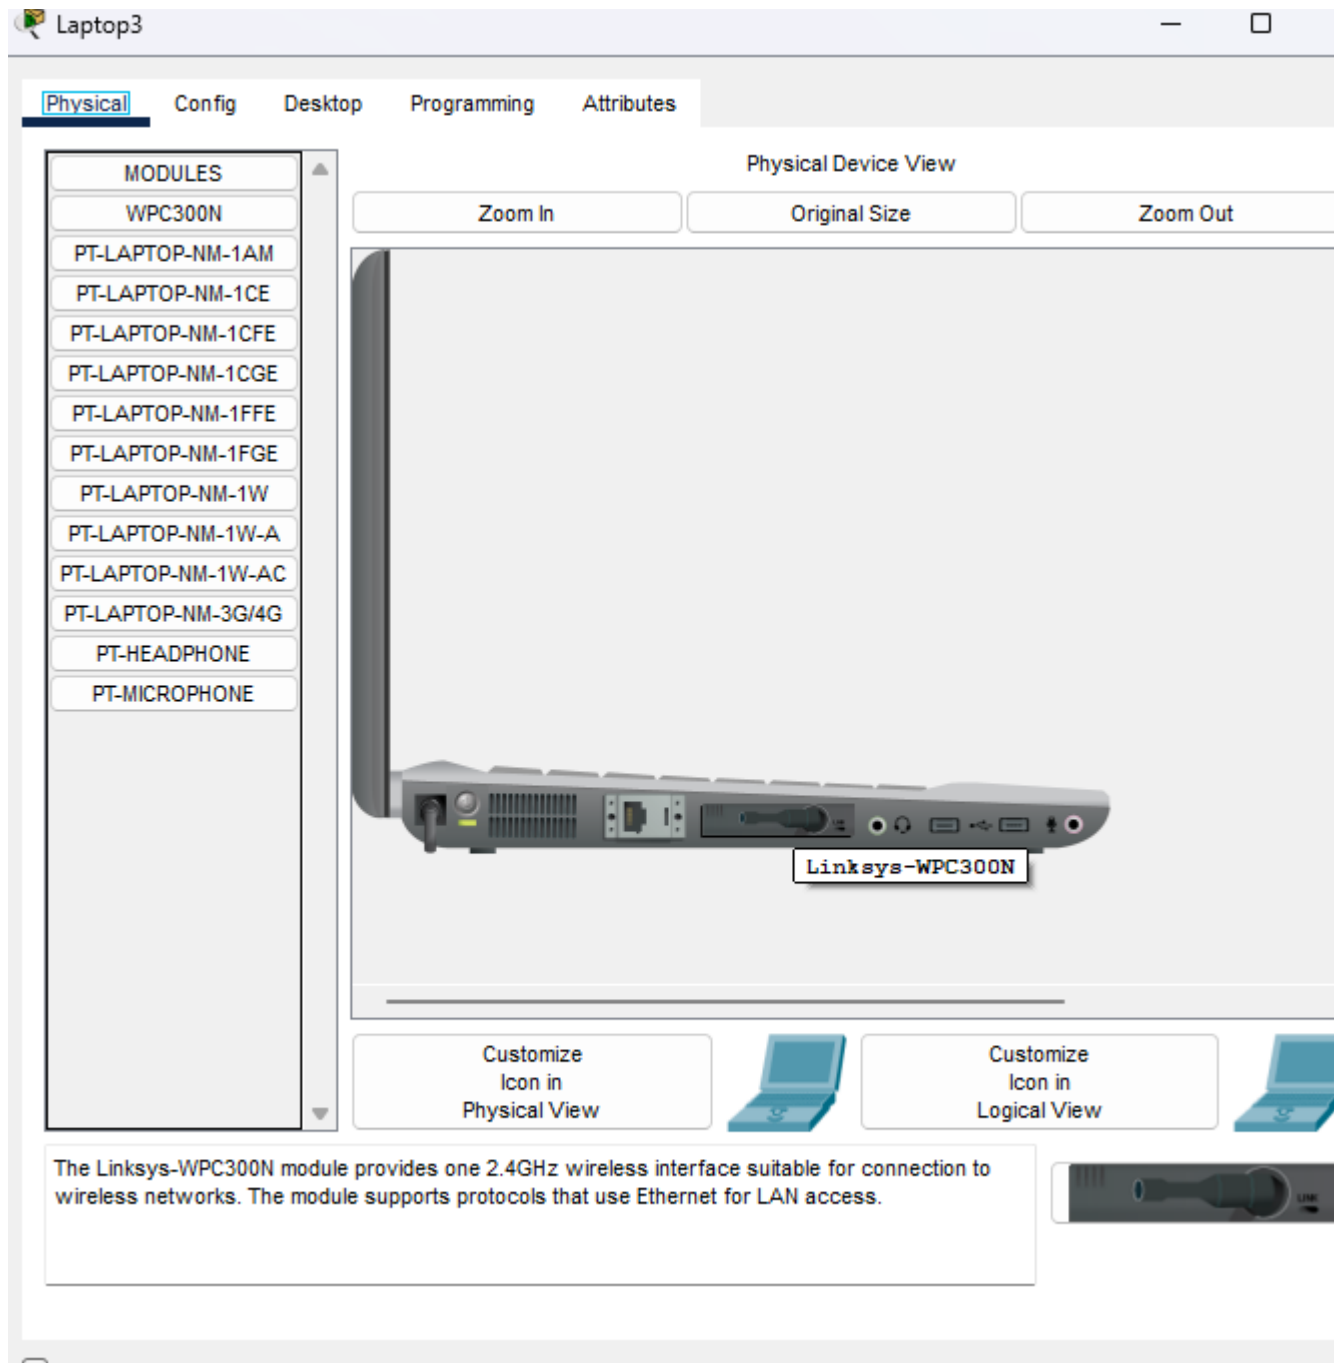 Laptop3
Physical Config Desktop Programming Attributes
MODULES
WPC300N
PT-LAPTOP-NM-1AM
PT-LAPTOP-NM-1CE
PT-LAPTOP-NM-1CFE
PT-LAPTOP-NM-1CGE
PT-LAPTOP-NM-1FFE
PT-LAPTOP-NM-1FGE
PT-LAPTOP-NM-1W
PT-LAPTOP-NM-1W-A
PT-LAPTOP-NM-1W-AC
PT-LAPTOP-NM-3G/4G
PT-HEADPHONE
PT-MICROPHONE
Physical Device View
Zoom In Original Size Zoom Out
Linksys-WPC300N
Customize
Icon in
Physical View
Customize
Icon in
Logical View
The Linksys-WPC300N module provides one 2.4GHz wireless interface suitable for connection to
wireless networks. The module supports protocols that use Ethernet for LAN access.
LINK